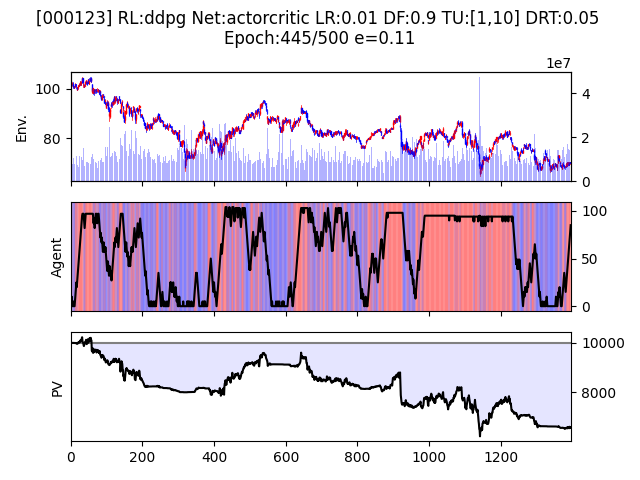 [000123] RL:ddpg Net:actorcritic LR:0.01 DF:0.9 TU:[1,10] DRT:0.05
Epoch:445/500 e=0.11
1e7
Env.
100
80
4
2
0
Agent
100
50
0
PV
10000
8000
0 200 400 600 800 1000 1200